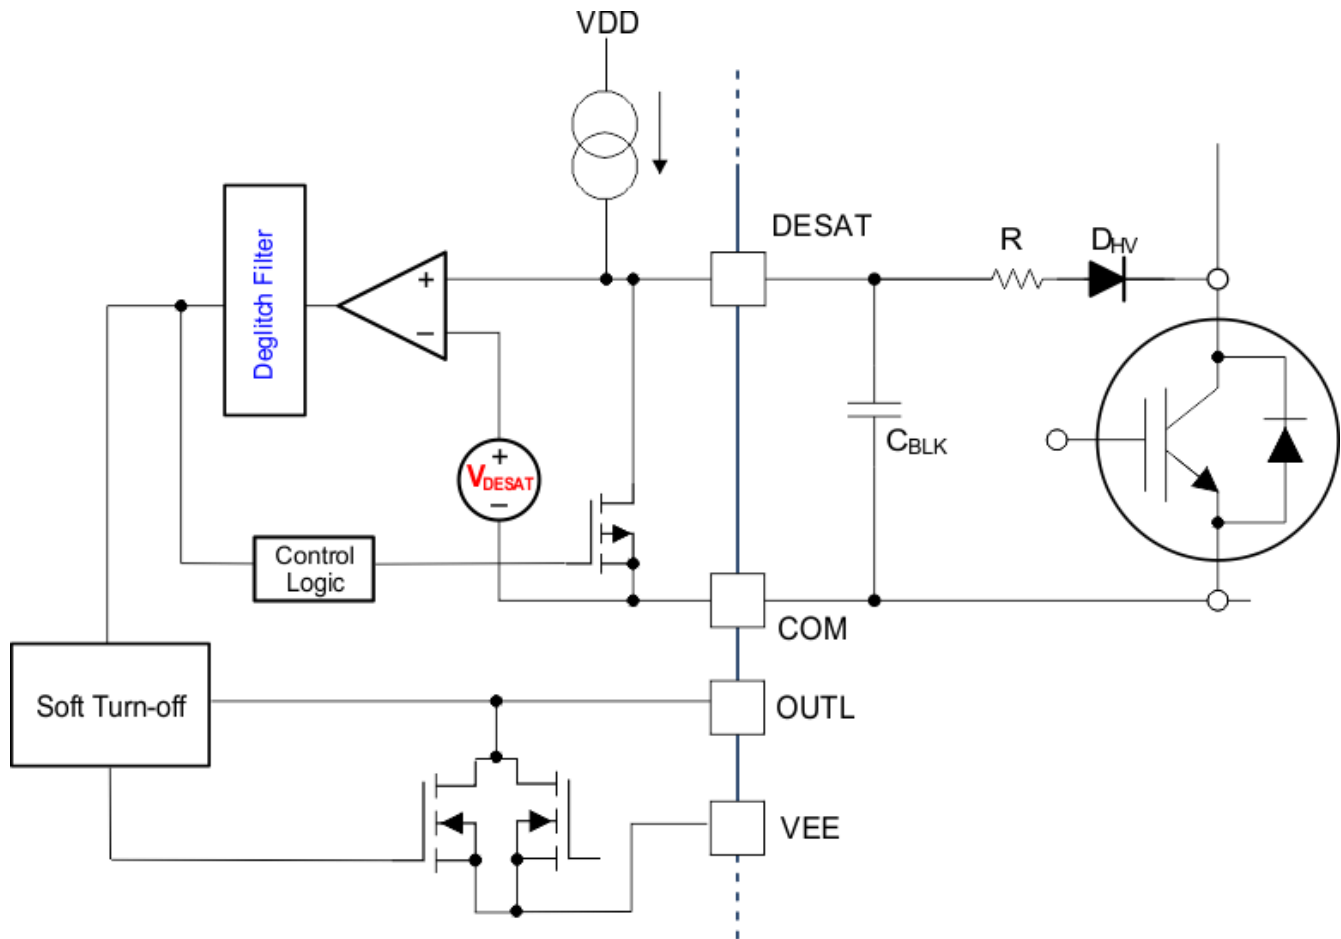 VDD
DESAT
R
DHV
Deglitch Filter
+
−
CBLK
+
VDESAT
−
Control
Logic
COM
Soft Turn-off
OUTL
VEE